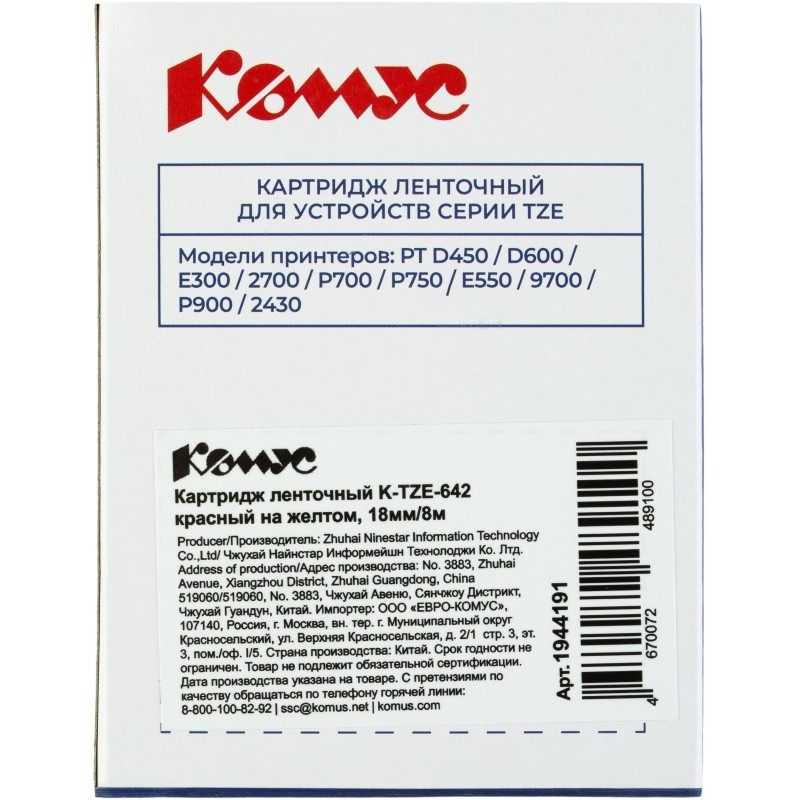 Комус
КАРТРИДЖ ЛЕНТОЧНЫЙ
ДЛЯ УСТРОЙСТВ СЕРИИ TZE
Модели принтеров: PT D450 / D600 /
E300 / 2700 / P700 / P750 / E550 / 9700 /
P900 / 2430
Комус
Картридж ленточный K-TZE-642
красный на желтом, 18мм/8м
Producer/Производитель: Zhuhai Ninestar Information Technology
Co.,Ltd/ Чжухай Найнстар Информейшн Технолоджи Ко. Лтд.
Address of production/Адрес производства: No. 3883, Zhuhai
Avenue, Xiangzhou District, Zhuhai Guangdong, China
519060/519060, No. 3883, Чжухай Авеню, Сянчжоу Дистрикт,
Чжухай Гуандун, Китай. Импортер: ООО «ЕВРО-КОМУС»,
107140, Россия, г. Москва, вн. тер. г. Муниципальный округ
Красносельский, ул. Верхняя Красносельская, д. 2/1 стр. 3, эт.
3, пом./оф. I/5. Страна производства: Китай. Срок годности не
ограничен. Товар не подлежит обязательной сертификации.
Дата производства указана на товаре. С претензиями по
качеству обращаться по телефону горячей линии:
8-800-100-82-92 | ssc@komus.net | komus.com
Арт.1944191
4 670072 489100